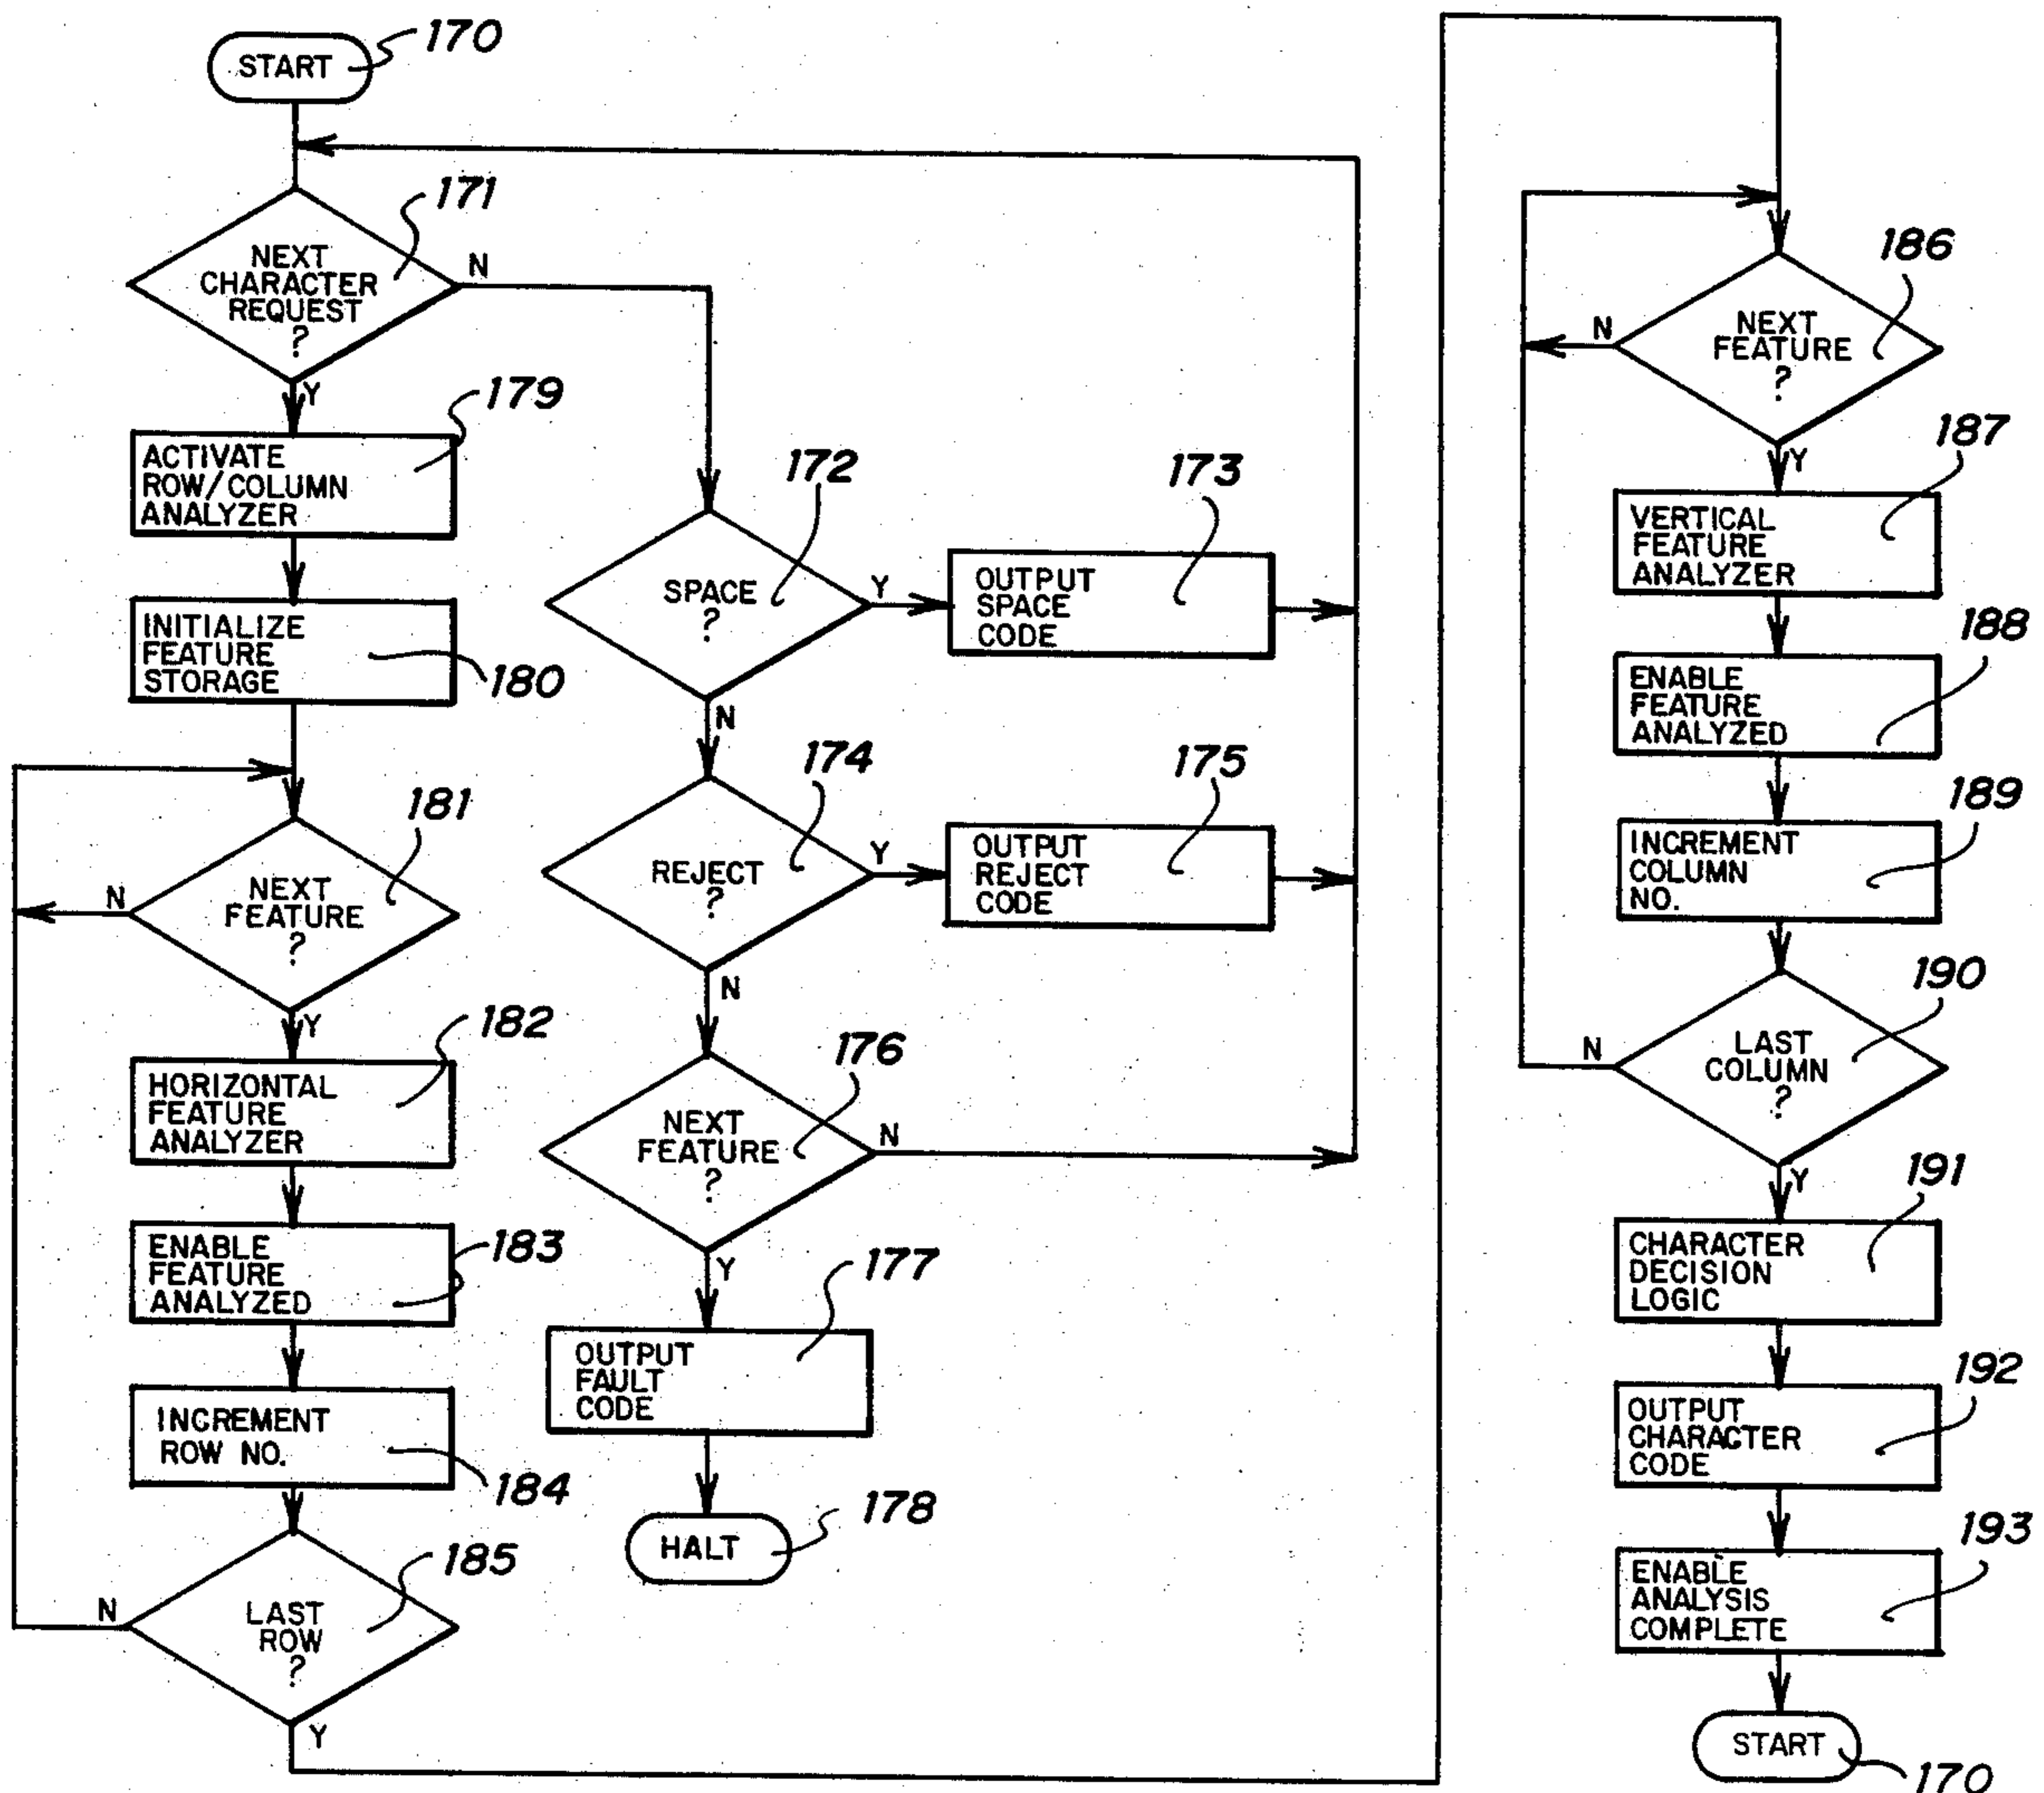 START
170
NEXT
CHARACTER
REQUEST
?
171
N
Y
ACTIVATE
ROW/COLUMN
ANALYZER
179
INITIALIZE
FEATURE
STORAGE
180
NEXT
FEATURE
?
181
N
Y
HORIZONTAL
FEATURE
ANALYZER
182
ENABLE
FEATURE
ANALYZED
183
INCREMENT
ROW NO.
184
LAST
ROW
?
185
N
Y
SPACE
?
172
Y
N
OUTPUT
SPACE
CODE
173
REJECT
?
174
Y
N
OUTPUT
REJECT
CODE
175
NEXT
FEATURE
?
176
N
Y
OUTPUT
FAULT
CODE
177
HALT
178
NEXT
FEATURE
?
186
N
Y
VERTICAL
FEATURE
ANALYZER
187
ENABLE
FEATURE
ANALYZED
188
INCREMENT
COLUMN
NO.
189
LAST
COLUMN
?
190
N
Y
CHARACTER
DECISION
LOGIC
191
OUTPUT
CHARACTER
CODE
192
ENABLE
ANALYSIS
COMPLETE
193
START
170